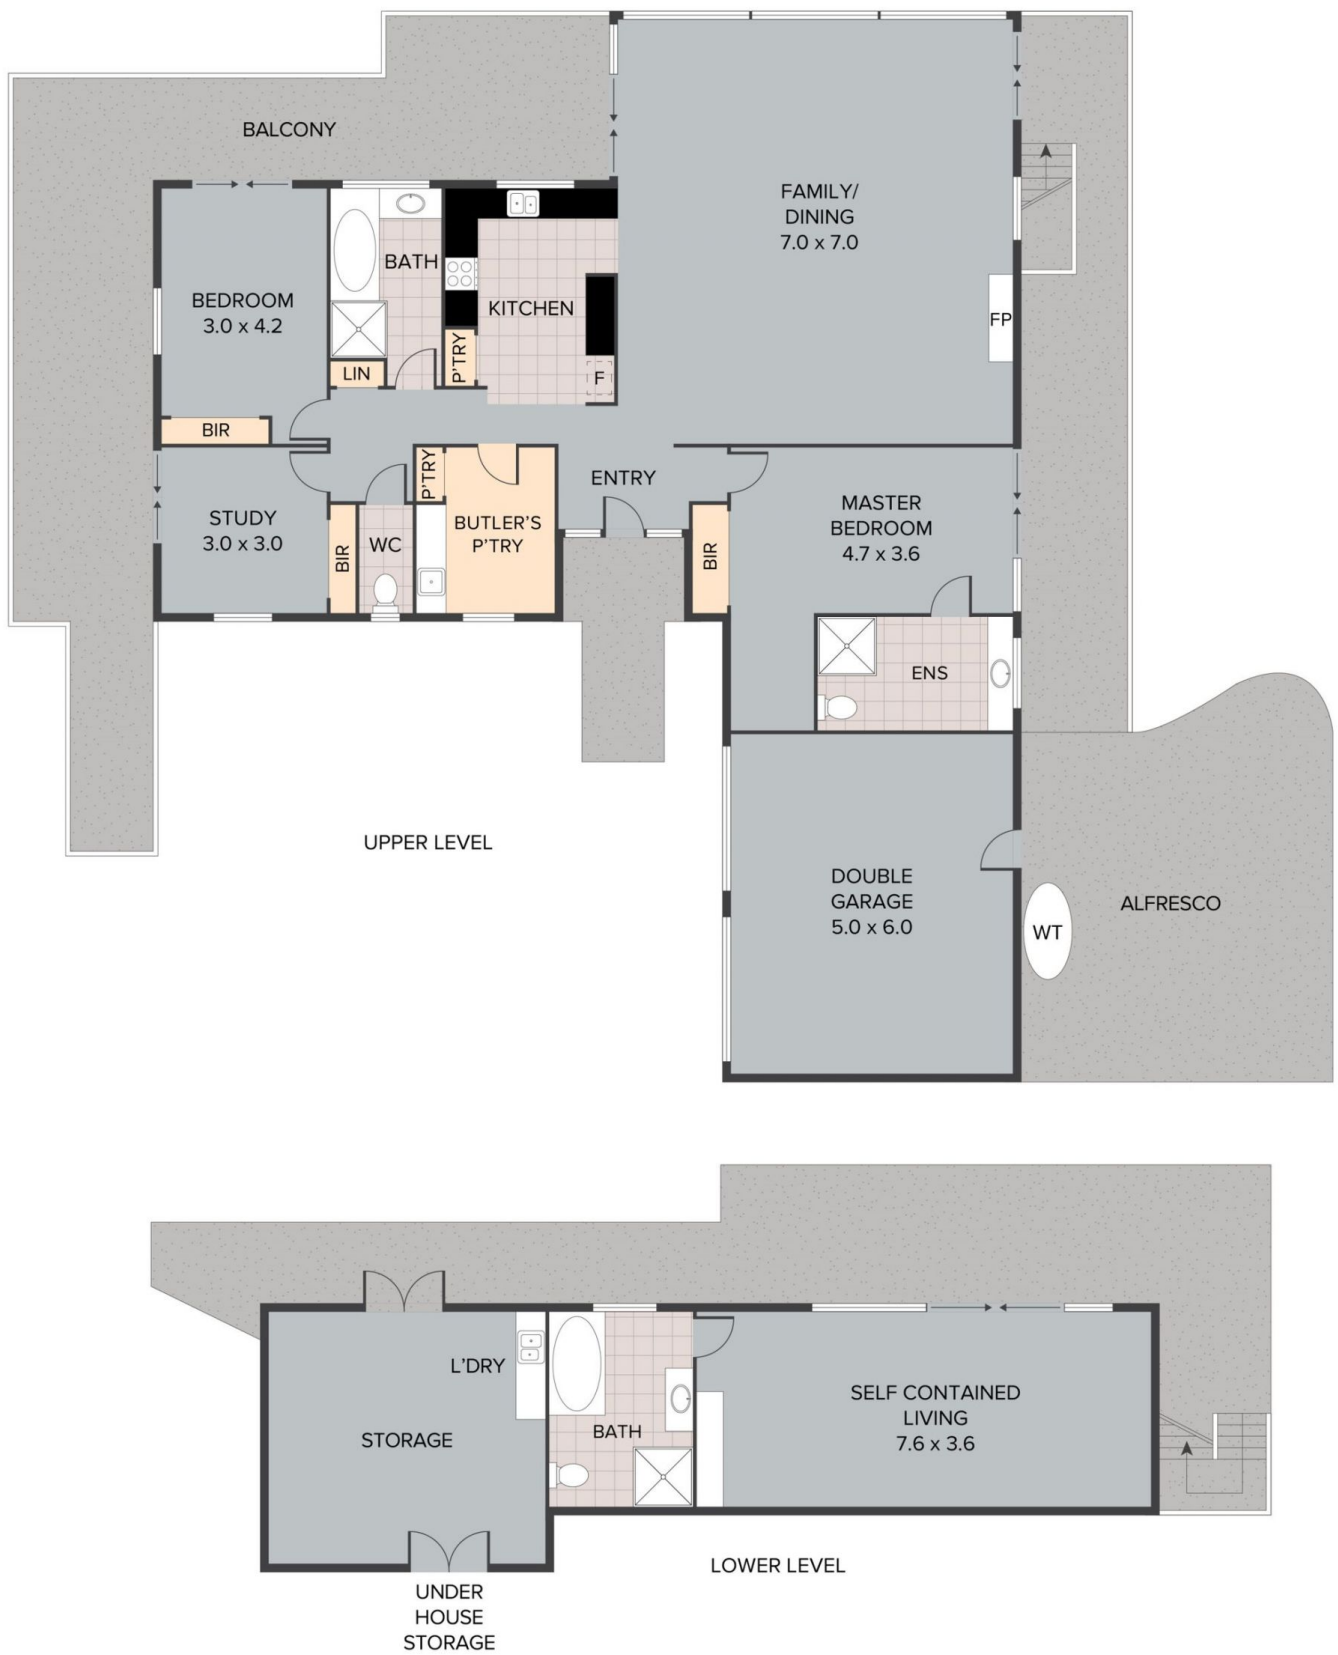 BALCONY
FAMILY/
DINING
7.0 x 7.0
BATH
BEDROOM
3.0 x 4.2
KITCHEN
FP
P'TRY
LIN
F
BIR
ENTRY
P'TRY
STUDY
3.0 x 3.0
BUTLER'S
P'TRY
MASTER
BEDROOM
4.7 x 3.6
BIR
WC
BIR
ENS
UPPER LEVEL
DOUBLE
GARAGE
5.0 x 6.0
ALFRESCO
WT
L'DRY
STORAGE
BATH
SELF CONTAINED
LIVING
7.6 x 3.6
LOWER LEVEL
UNDER
HOUSE
STORAGE